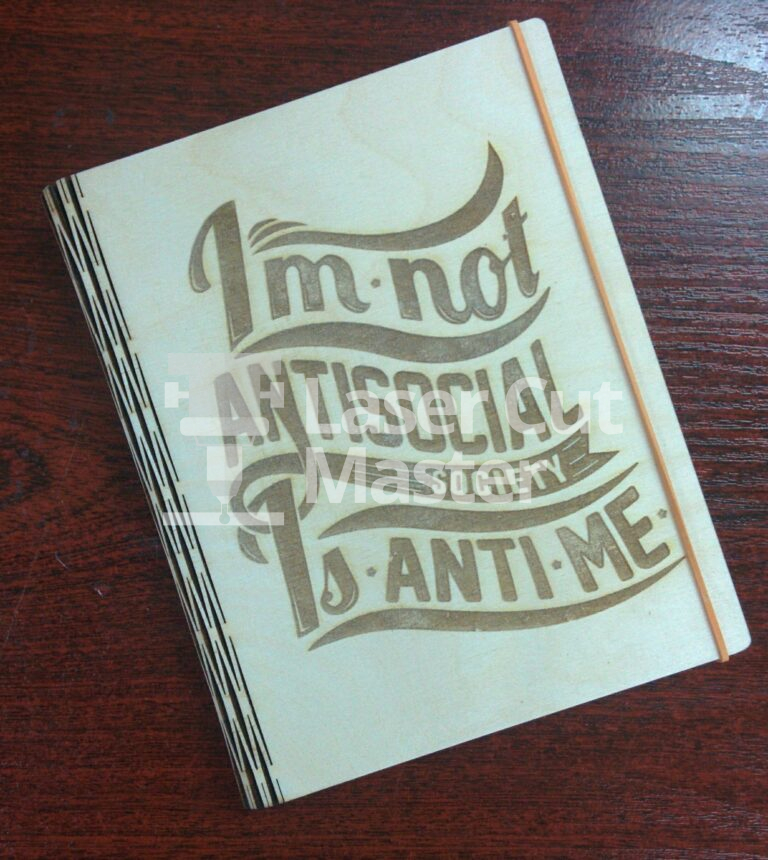 I'm·not
ANTISOCIAL
SOCIETY
Is·ANTI·ME·
Laser Cut
Master